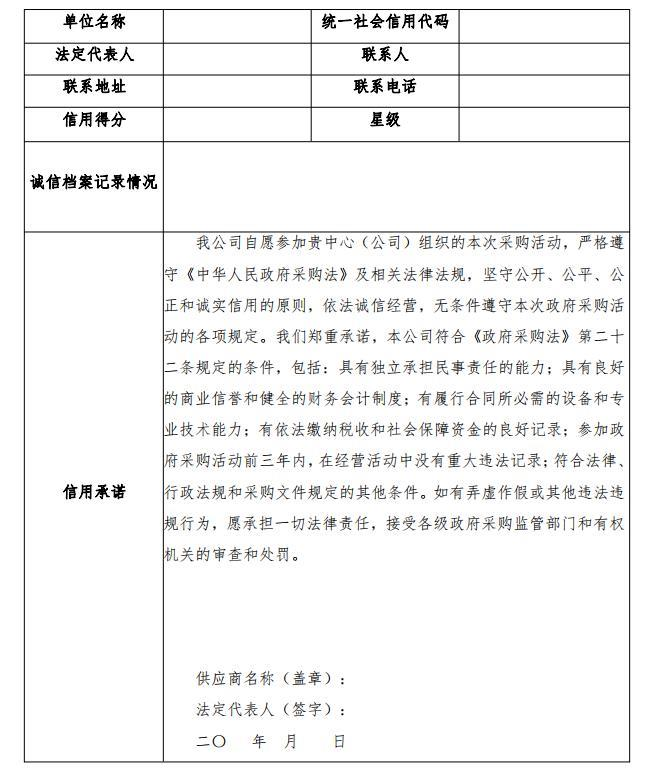 单位名称 统一社会信用代码
法定代表人 联系人
联系地址 联系电话
信用得分 星级
诚信档案记录情况
信用承诺
我公司自愿参加贵中心（公司）组织的本次采购活动，严格遵
守《中华人民政府采购法》及相关法律法规，坚守公开、公平、公
正和诚实信用的原则，依法诚信经营，无条件遵守本次政府采购活
动的各项规定。我们郑重承诺，本公司符合《政府采购法》第二十
二条规定的条件，包括：具有独立承担民事责任的能力；具有良好
的商业信誉和健全的财务会计制度；有履行合同所必需的设备和专
业技术能力；有依法缴纳税收和社会保障资金的良好记录；参加政
府采购活动前三年内，在经营活动中没有重大违法记录；符合法律、
行政法规和采购文件规定的其他条件。如有弄虚作假或其他违法违
规行为，愿承担一切法律责任，接受各级政府采购监管部门和有权
机关的审查和处罚。
供应商名称（盖章）：
法定代表人（签字）：
二〇 年 月 日